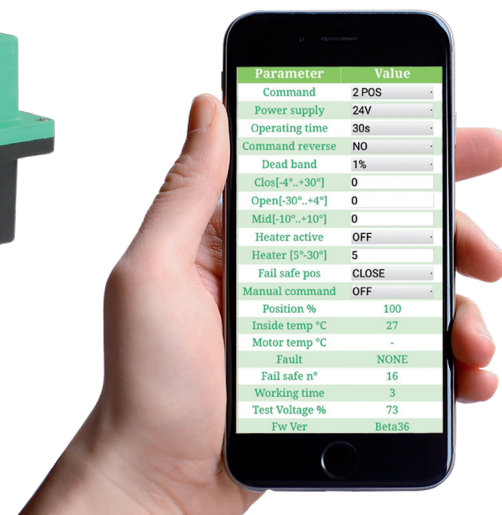 Parameter Value
Command 2 POS
Power supply 24V
Operating time 30s
Command reverse NO
Dead band 1%
Clos[-4°..+30°] 0
Open[-30°..+4°] 0
Mid[-10°..+10°] 0
Heater active OFF
Heater [5°-30°] 5
Fail safe pos CLOSE
Manual command OFF
Position % 100
Inside temp °C 27
Motor temp °C -
Fault NONE
Fail safe n° 16
Working time 3
Test Voltage % 73
Fw Ver Beta36